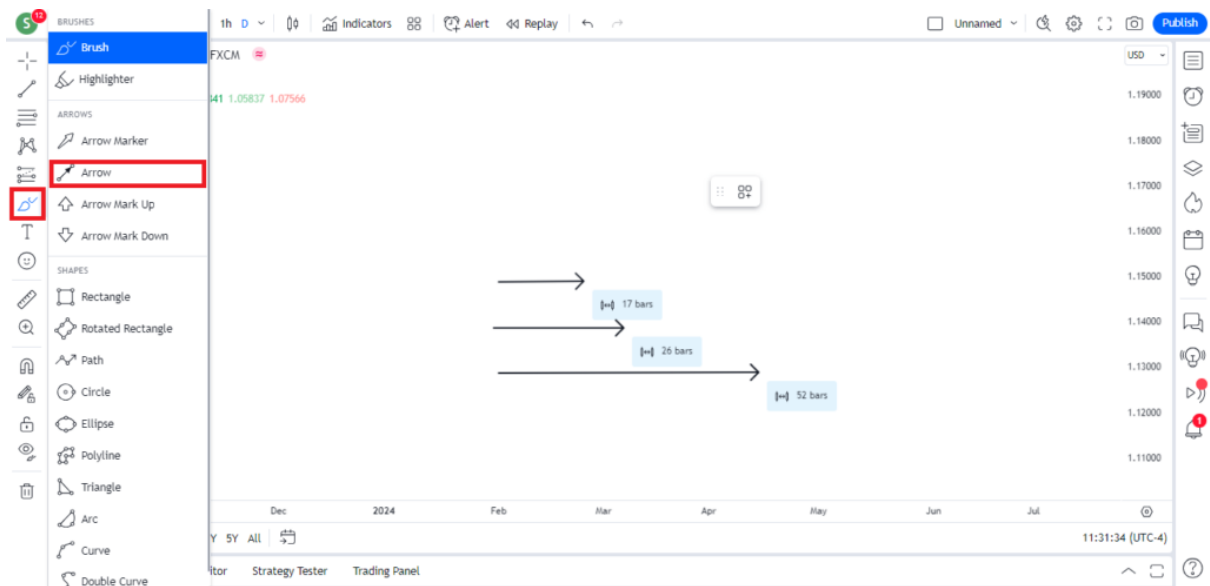 S 12 BRUSHES 1h D Indicators Alert Replay Unnamed Publish
Brush
FXCM
USD
Highlighter
1.19000
341 1.05837 1.07566
ARROWS
Arrow Marker
1.18000
Arrow
1.17000
Arrow Mark Up
1.16000
Arrow Mark Down
SHAPES
1.15000
Rectangle
17 bars
1.14000
Rotated Rectangle
26 bars
Path
1.13000
Circle
52 bars
1.12000
Ellipse
1
Polyline
1.11000
Triangle
Dec 2024 Feb Mar Apr May Jun Jul
Arc
Y 5Y All 11:31:34 (UTC-4)
Curve
itor Strategy Tester Trading Panel
Double Curve